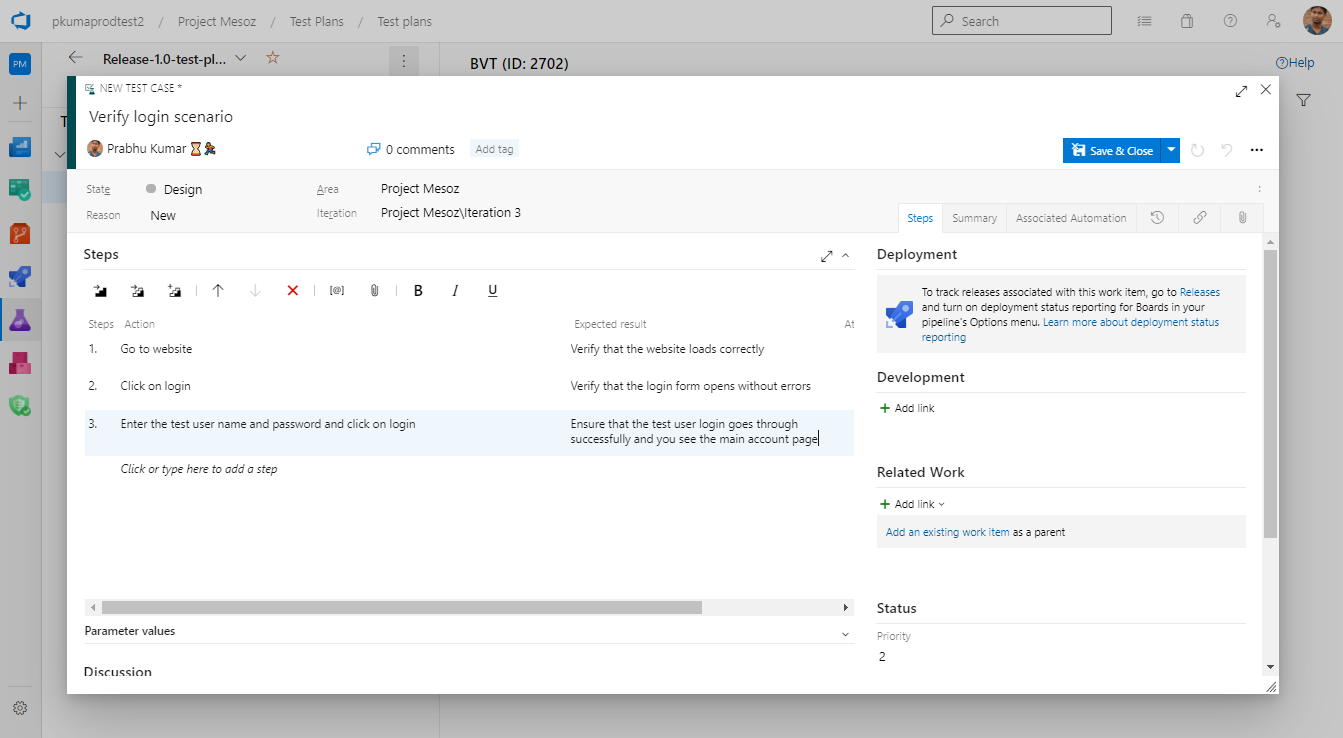 pkumaprodtest2 / Project Mesoz / Test Plans / Test plans
Search
PM
Release-1.0-test-pl...
BVT (ID: 2702)
Help
NEW TEST CASE *
Verify login scenario
Prabhu Kumar
0 comments
Add tag
Save & Close
State
Design
Area
Project Mesoz
Reason
New
Iteration
Project Mesoz\Iteration 3
Steps
Summary
Associated Automation
Steps
[@]
B
I
U
Steps
Action
Expected result
At
1.
Go to website
Verify that the website loads correctly
2.
Click on login
Verify that the login form opens without errors
3.
Enter the test user name and password and click on login
Ensure that the test user login goes through
successfully and you see the main account page
Click or type here to add a step
Parameter values
Discussion
Deployment
To track releases associated with this work item, go to Releases
and turn on deployment status reporting for Boards in your
pipeline's Options menu. Learn more about deployment status
reporting
Development
Add link
Related Work
Add link
Add an existing work item as a parent
Status
Priority
2